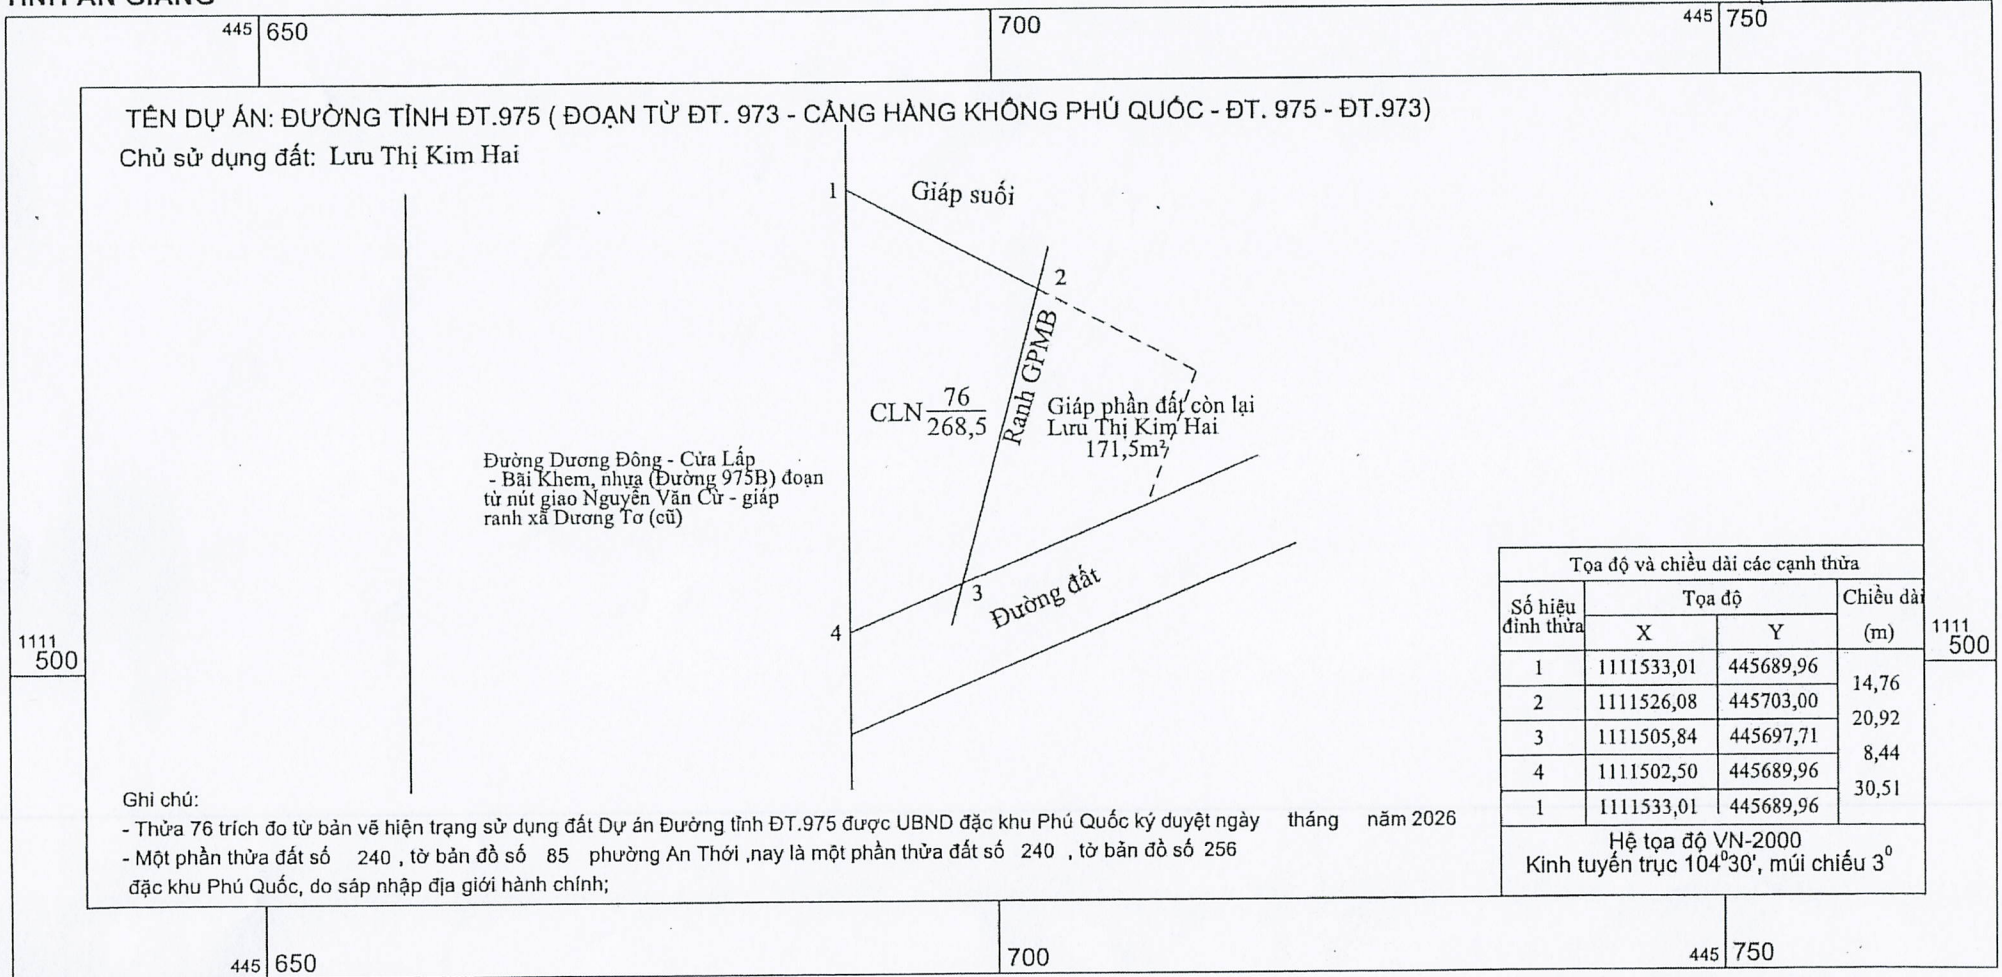 TỈNH AN GIANG
445 650
700
445 750
TÊN DỰ ÁN: ĐƯỜNG TỈNH ĐT.975 ( ĐOẠN TỪ ĐT. 973 - CẢNG HÀNG KHÔNG PHÚ QUỐC - ĐT. 975 - ĐT.973)
Chủ sử dụng đất: Lưu Thị Kim Hai
1
Giáp suối
2
Ranh GPMB
CLN 76
268,5
Giáp phần đất còn lại
Lưu Thị Kim Hai
171,5m²
Đường Dương Đông - Cửa Lấp
- Bãi Khem, nhựa (Đường 975B) đoạn
từ nút giao Nguyễn Văn Cừ - giáp
ranh xã Dương Tơ (cũ)
3
Đường đất
4
1111
500
1111
500
Tọa độ và chiều dài các cạnh thửa
Số hiệu
đỉnh thửa
Tọa độ
Chiều dài
(m)
X Y
1 1111533,01 445689,96
14,76
2 1111526,08 445703,00
20,92
3 1111505,84 445697,71
8,44
4 1111502,50 445689,96
30,51
1 1111533,01 445689,96
Hệ tọa độ VN-2000
Kinh tuyến trục 104⁰30', múi chiếu 3⁰
Ghi chú:
- Thửa 76 trích đo từ bản vẽ hiện trạng sử dụng đất Dự án Đường tỉnh ĐT.975 được UBND đặc khu Phú Quốc ký duyệt ngày tháng năm 2026
- Một phần thửa đất số 240 , tờ bản đồ số 85 phường An Thới ,nay là một phần thửa đất số 240 , tờ bản đồ số 256
đặc khu Phú Quốc, do sáp nhập địa giới hành chính;
445 650
700
445 750